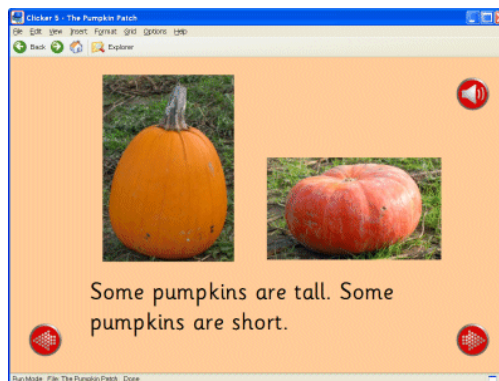 Clicker 5 - The Pumpkin Patch
File Edit View Insert Format Grid Options Help
Back Explorer
Some pumpkins are tall. Some
pumpkins are short.
Run Mode File: The Pumpkin Patch Done